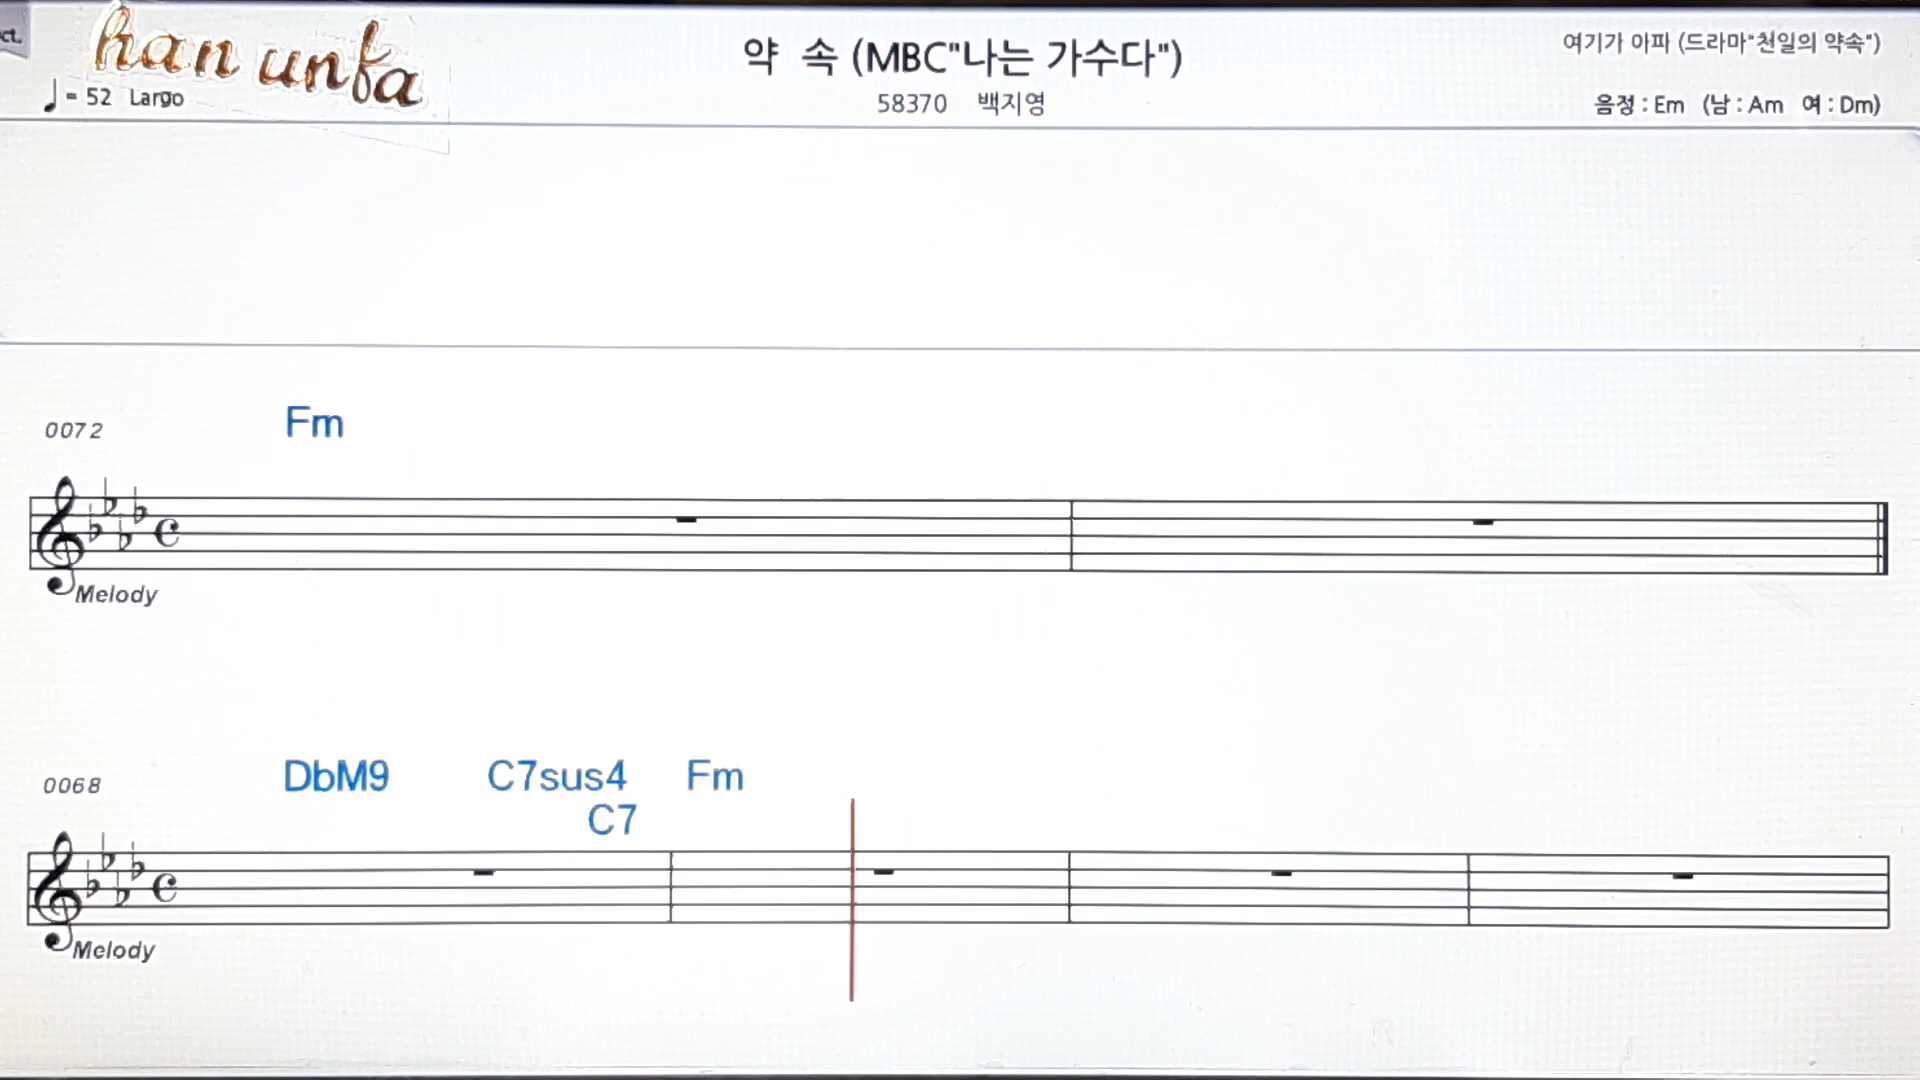 ct.
han unfa
♩ = 52 Largo
약 속 (MBC"나는 가수다")
58370 백지영
여기가 아파 (드라마"천일의 약속")
음정 : Em (남 : Am 여 : Dm)
0072
Fm
Melody
0068
DbM9 C7sus4 Fm
C7
Melody